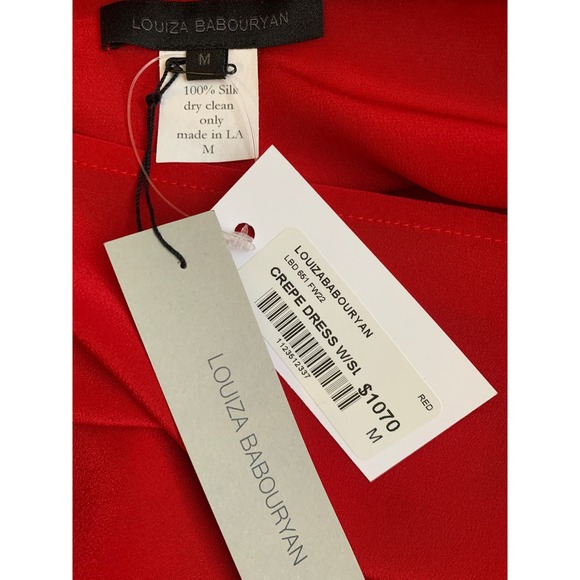 LOUIZA BABOURYAN
M
100% Silk
dry clean
only
made in LA
M
LOUIZABABOURYAN
LBD 651 FW22
CREPE DRESS W/SL
1123512337
$1070
RED
M
LOUIZA BABOURYAN